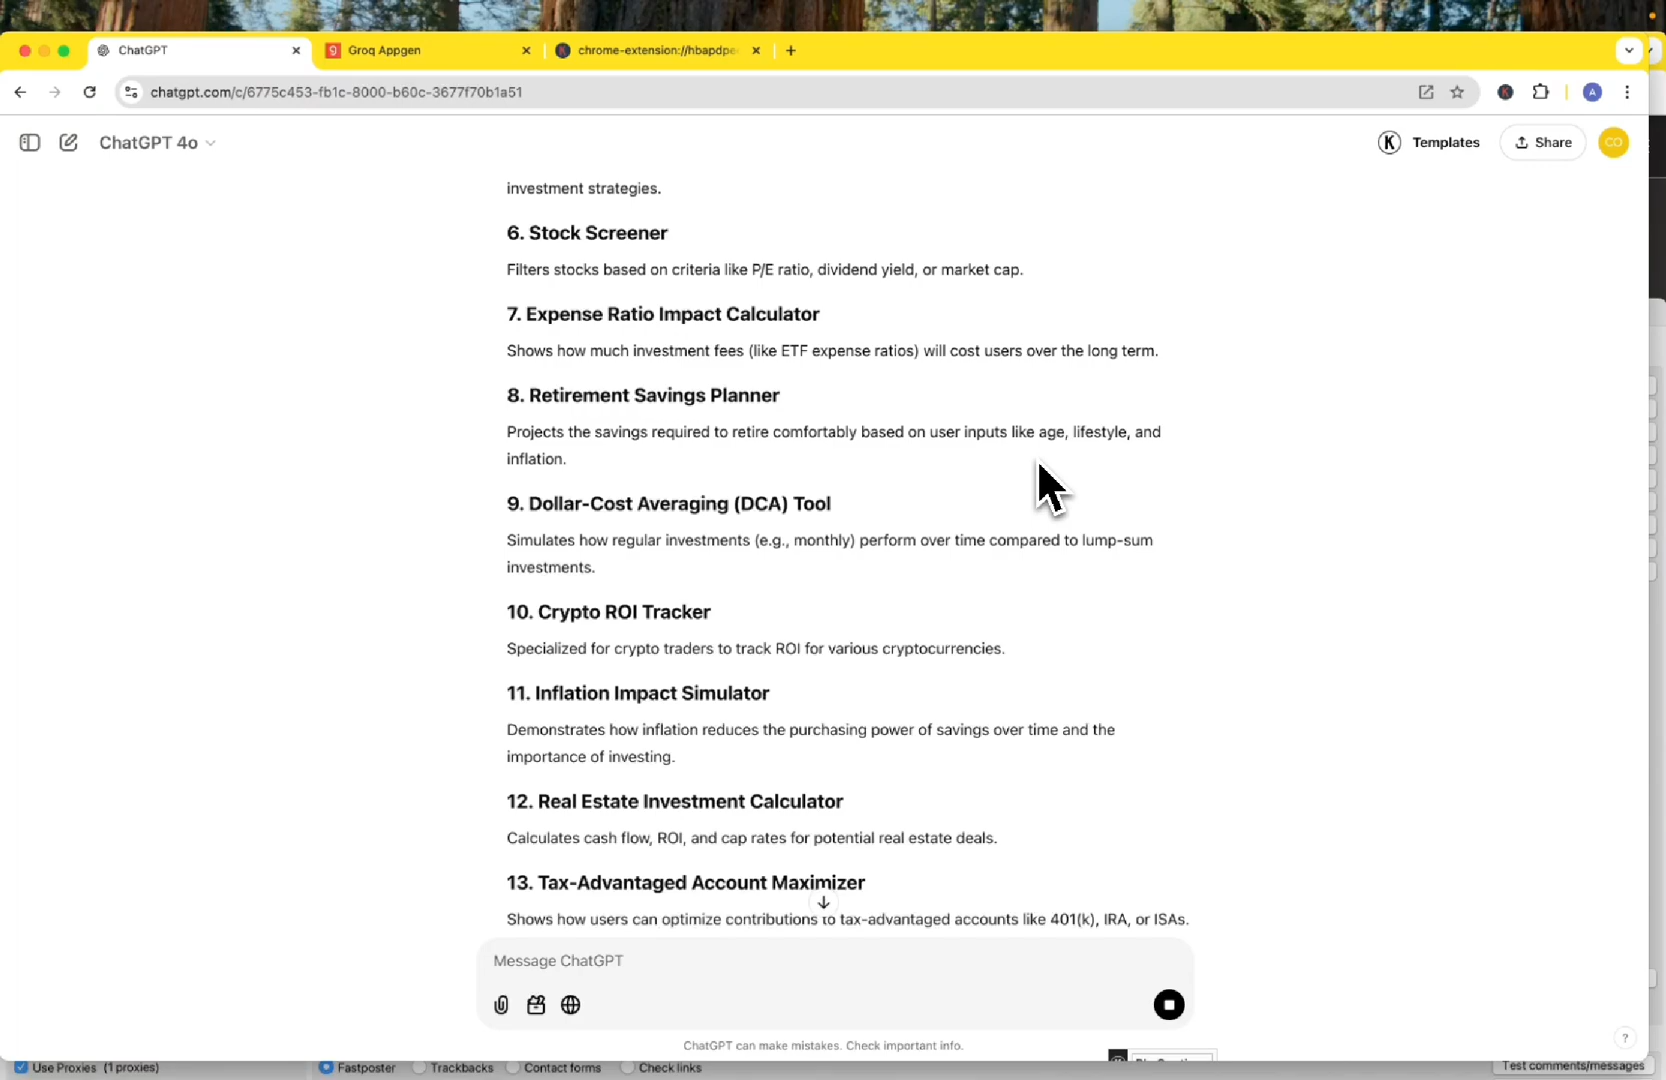 ChatGPT
Groq Appgen
chrome-extension://hbapdpe
chatgpt.com/c/6775c453-fb1c-8000-b60c-3677f70b1a51
A
ChatGPT 4o
K
Templates
Share
CO
investment strategies.
6. Stock Screener
Filters stocks based on criteria like P/E ratio, dividend yield, or market cap.
7. Expense Ratio Impact Calculator
Shows how much investment fees (like ETF expense ratios) will cost users over the long term.
8. Retirement Savings Planner
Projects the savings required to retire comfortably based on user inputs like age, lifestyle, and
inflation.
9. Dollar-Cost Averaging (DCA) Tool
Simulates how regular investments (e.g., monthly) perform over time compared to lump-sum
investments.
10. Crypto ROI Tracker
Specialized for crypto traders to track ROI for various cryptocurrencies.
11. Inflation Impact Simulator
Demonstrates how inflation reduces the purchasing power of savings over time and the
importance of investing.
12. Real Estate Investment Calculator
Calculates cash flow, ROI, and cap rates for potential real estate deals.
13. Tax-Advantaged Account Maximizer
Shows how users can optimize contributions to tax-advantaged accounts like 401(k), IRA, or ISAs.
Message ChatGPT
ChatGPT can make mistakes. Check important info.
?
Use Proxies (1 proxies)
Fastposter
Trackbacks
Contact forms
Check links
Test comments/messages